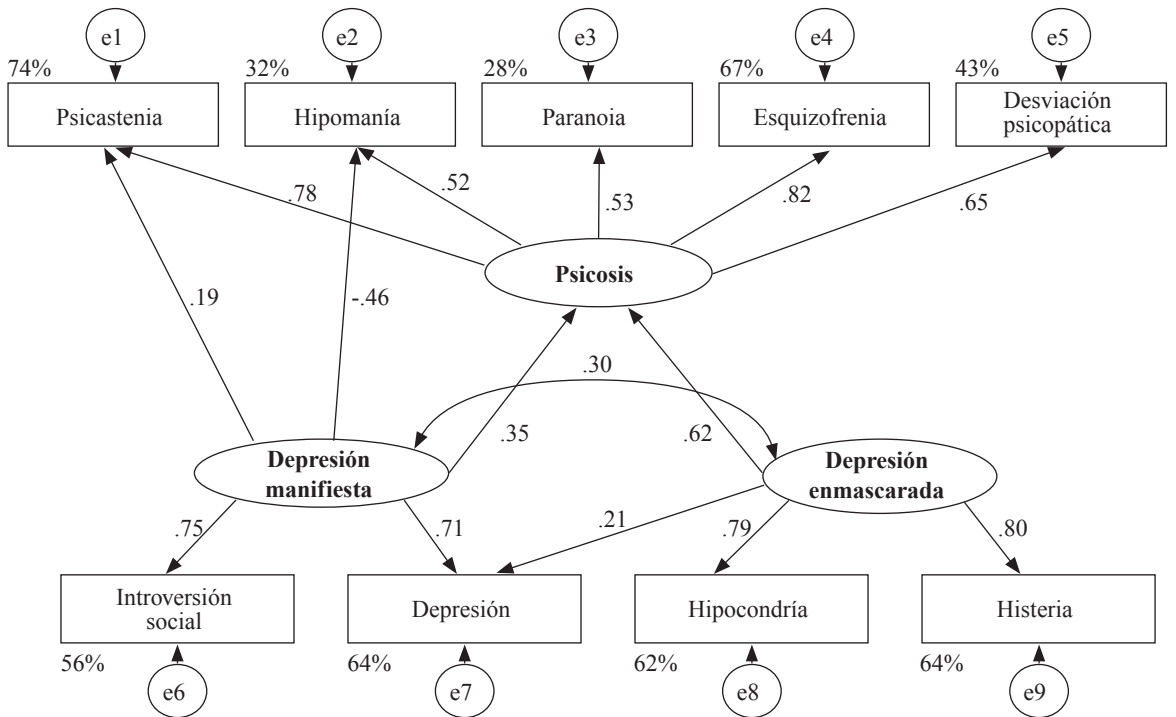 e1
e2
e3
e4
e5
74%
32%
28%
67%
43%
Psicastenia
Hipomanía
Paranoia
Esquizofrenia
Desviación
psicopática
.78
.52
.53
.82
.65
Psicosis
.19
-.46
.30
.35
.62
Depresión
manifiesta
Depresión
enmascarada
.75
.71
.21
.79
.80
Introversión
social
Depresión
Hipocondría
Histeria
56%
64%
62%
64%
e6
e7
e8
e9